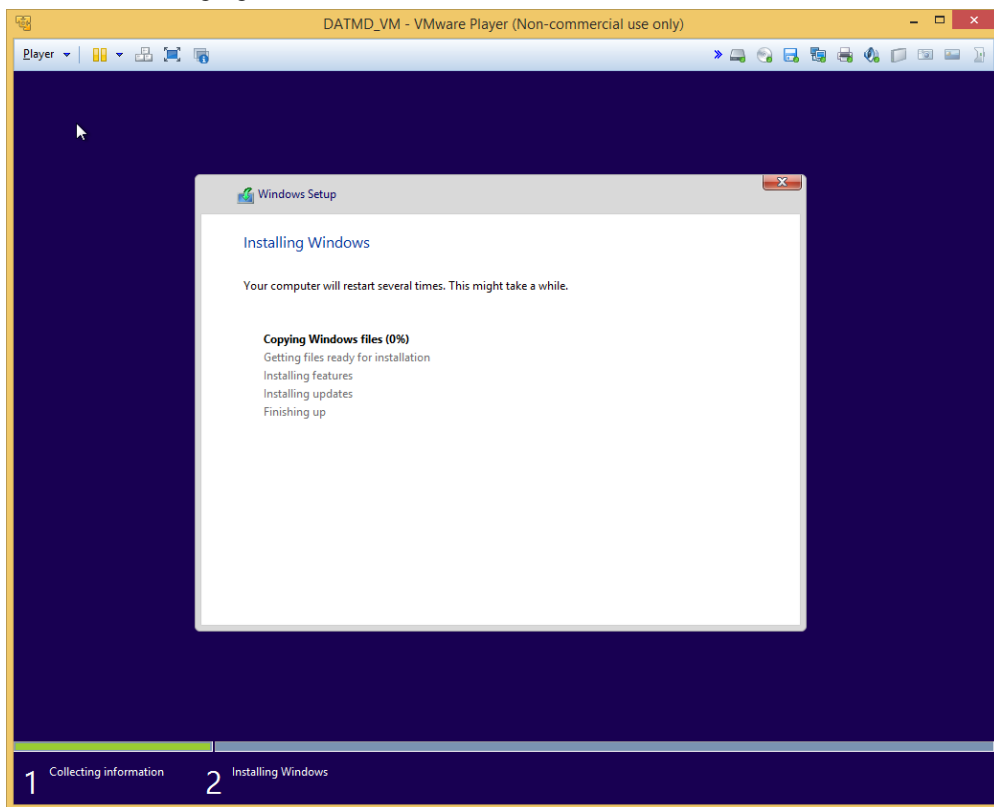 DATMD_VM - VMware Player (Non-commercial use only)
Player
Windows Setup
Installing Windows
Your computer will restart several times. This might take a while.
Copying Windows files (0%)
Getting files ready for installation
Installing features
Installing updates
Finishing up
1 Collecting information 2 Installing Windows